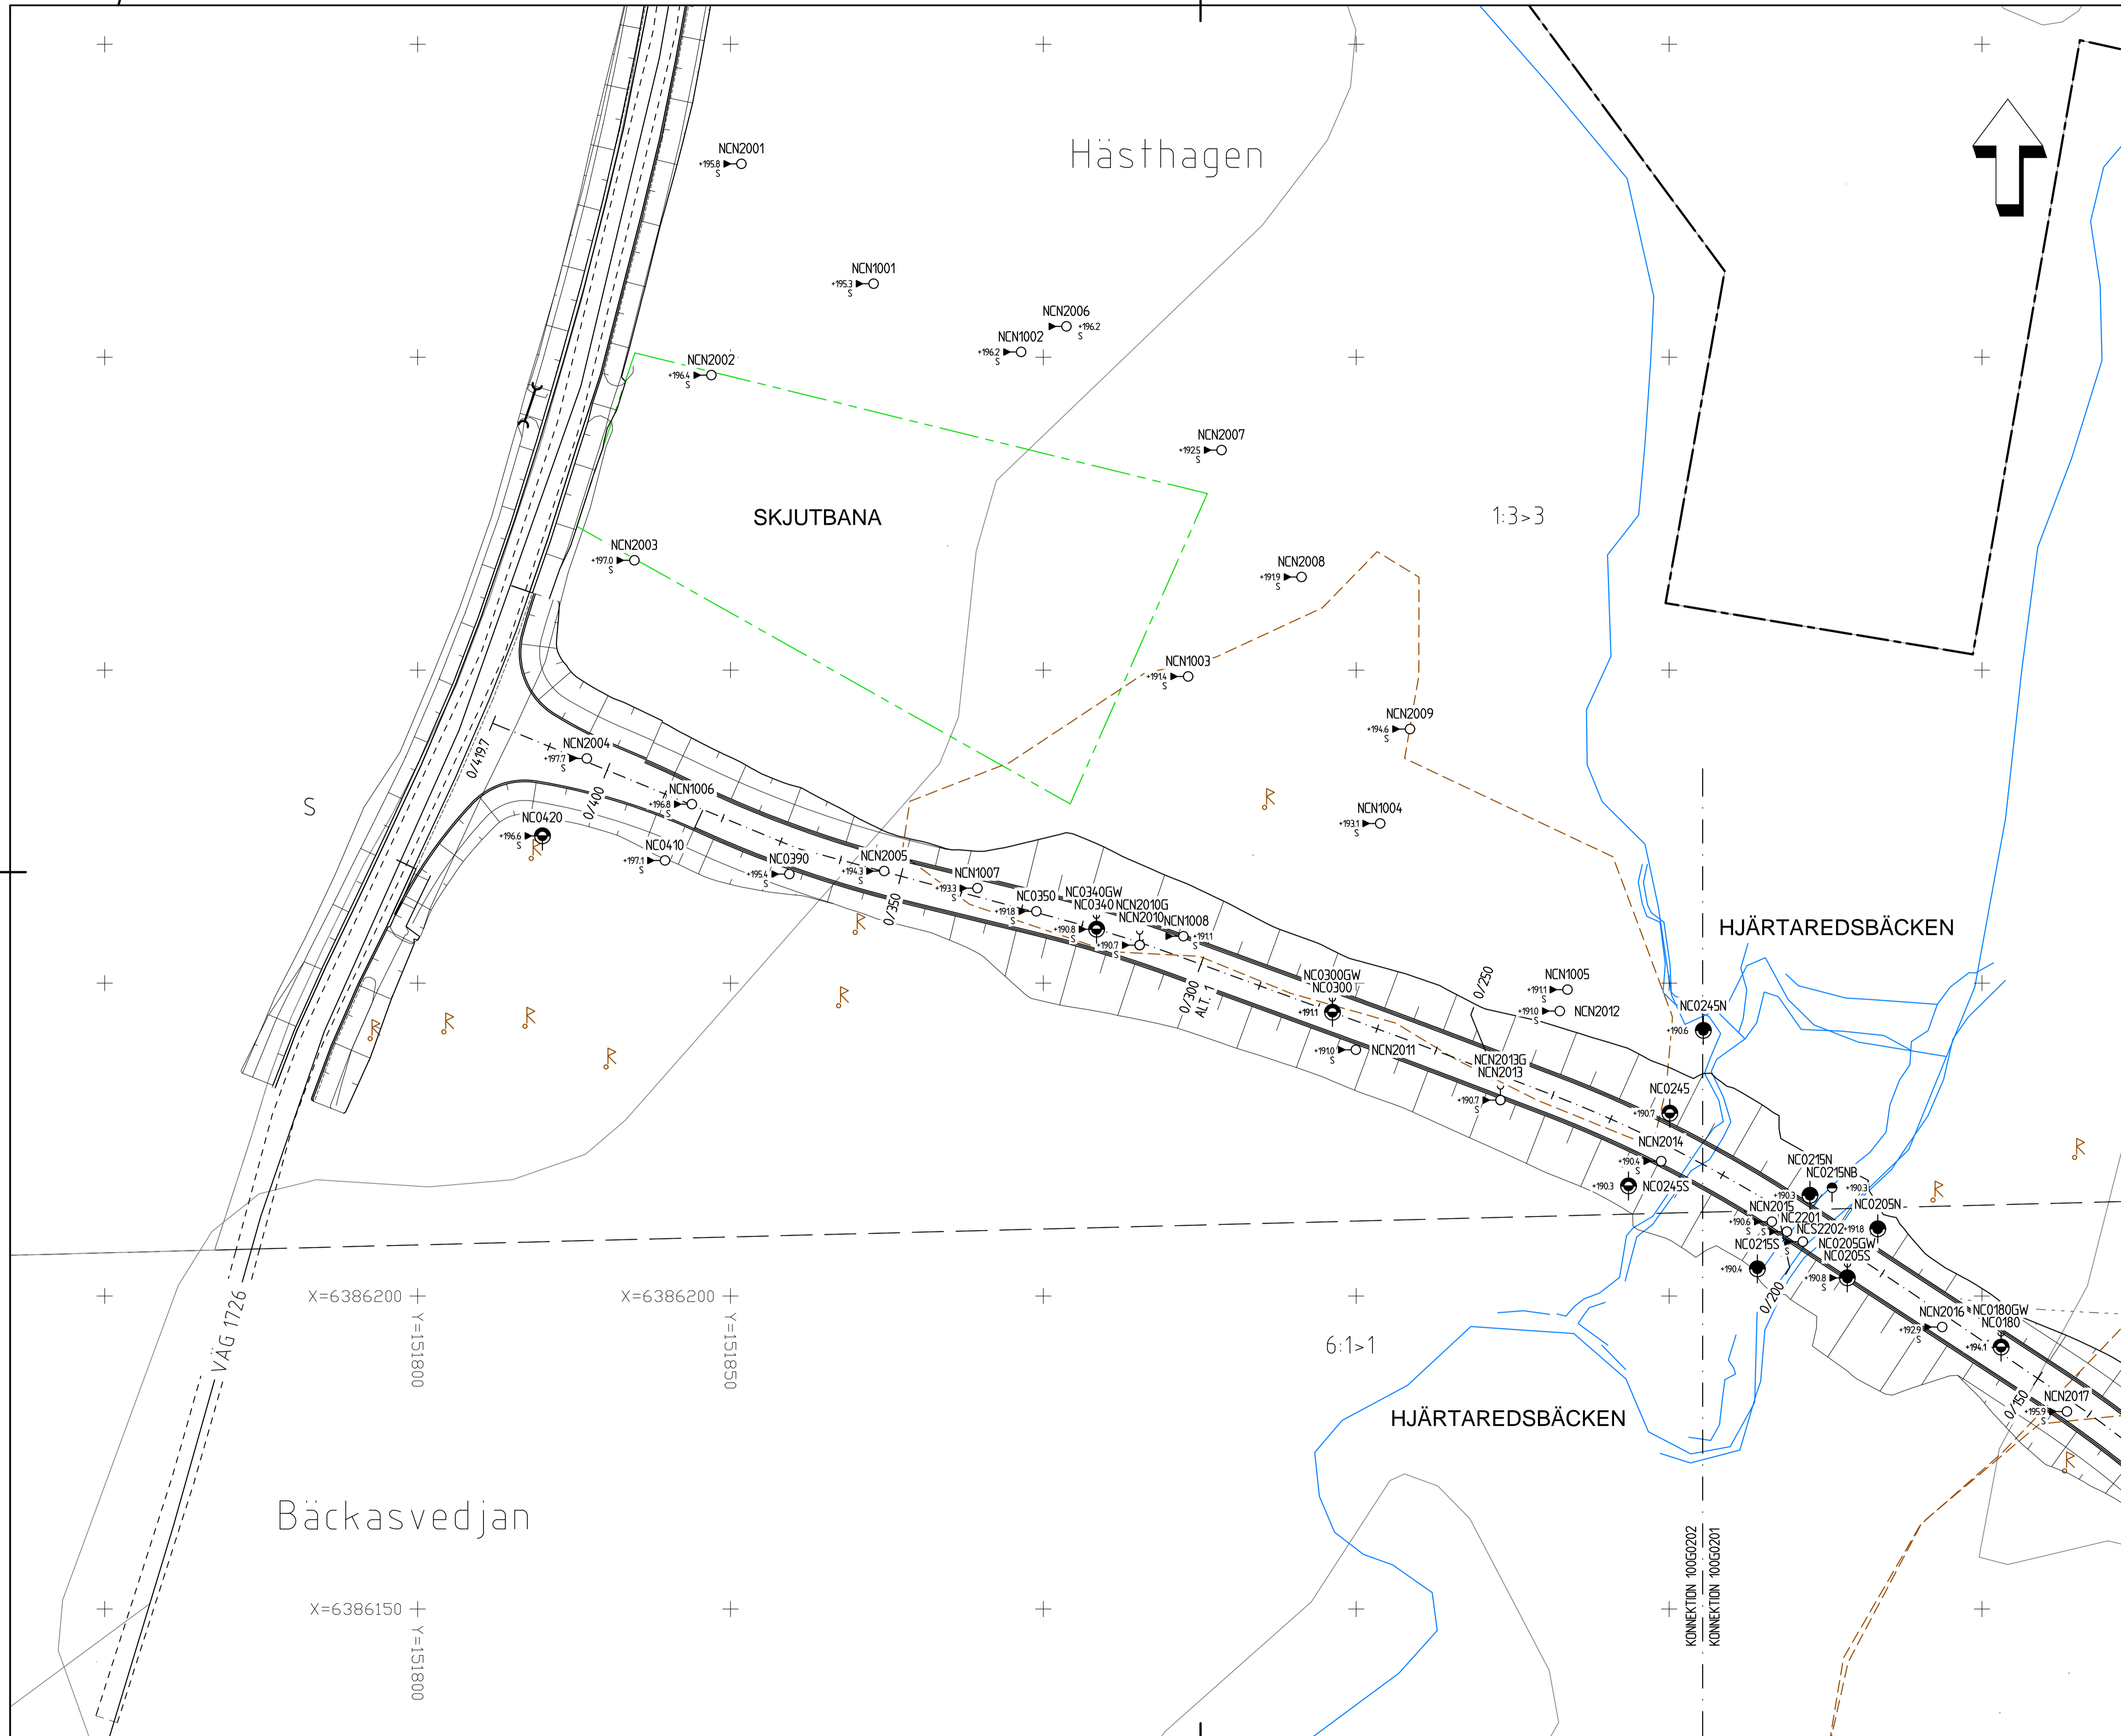 NCN2001
+195.8
S
Hästhagen
NCN1001
+195.3
S
NCN2006
+196.2
S
NCN1002
+196.2
S
NCN2002
+196.4
S
NCN2007
+192.5
S
SKJUTBANA
1:3>3
NCN2003
+197.0
S
NCN2008
+191.9
S
NCN1003
+191.4
S
NCN2009
+194.6
S
0/419.7
NCN2004
+197.7
S
0/400
NCN1006
+196.8
S
S
NC0420
+196.6
S
NC0410
+197.1
S
NC0390
+195.4
S
NCN2005
+194.3
S
0/350
NCN1007
+193.3
S
NC0350
+191.8
S
NC0340GW
NC0340
+190.8
S
NCN2010G
NCN2010
+190.7
S
NCN1008
+191.1
S
NCN1004
+193.1
S
0/300
ALT. 1
NC0300GW
NC0300
+191.1
NCN2011
+191.0
S
0/250
NCN1005
+191.1
S
NCN2012
+191.0
S
HJÄRTAREDSBÄCKEN
NC0245N
+190.6
NCN2013G
NCN2013
+190.7
S
NC0245
+190.7
NCN2014
+190.4
S
NC0245S
+190.3
NC0215N
+190.3
NC0215NB
+190.3
NCN2015
+190.6
S
NC2201
S
NCS2202
S
NC0205N
+191.8
NC0215S
+190.4
NC0205GW
NC0205S
+190.8
S
0/200
NCN2016
+192.9
S
NC0180GW
NC0180
+194.1
0/150
NCN2017
+195.9
S
X=6386200
Y=151800
X=6386200
Y=151850
VÄG 1726
6:1>1
HJÄRTAREDSBÄCKEN
Bäckasvedjan
X=6386150
Y=151800
KONNEKTION 100G0202
KONNEKTION 100G0201